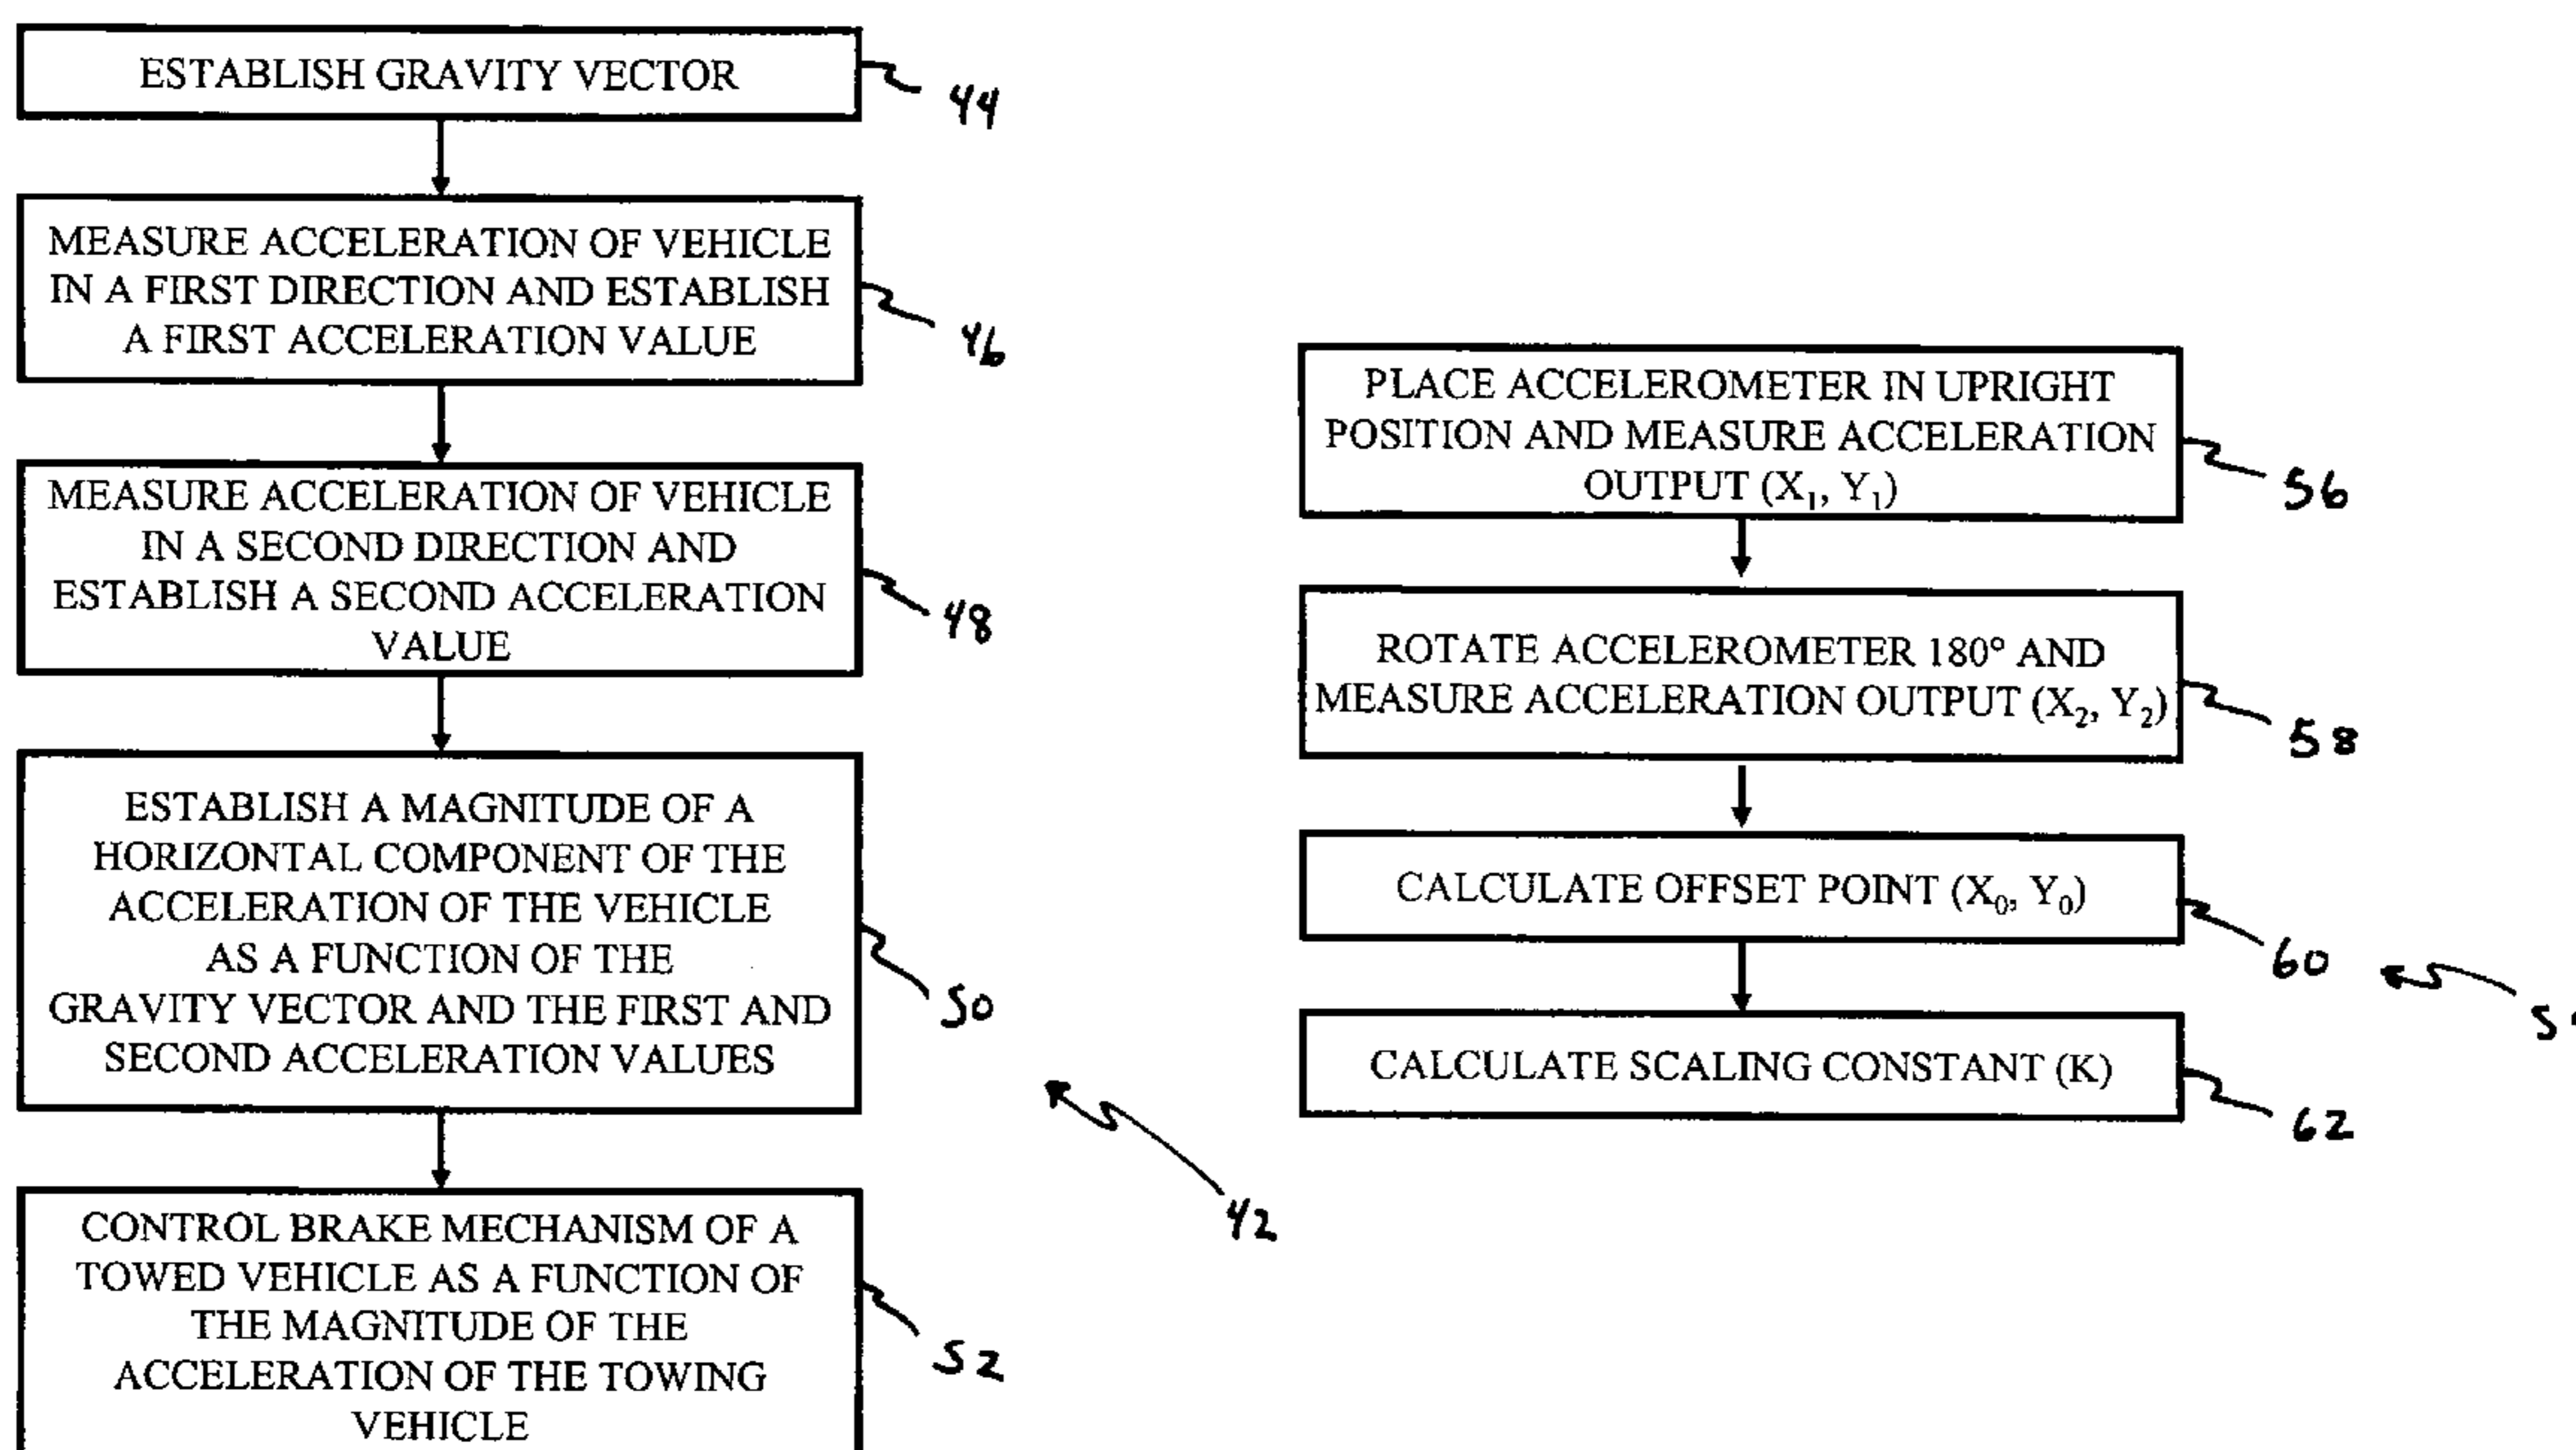 ESTABLISH GRAVITY VECTOR
44
MEASURE ACCELERATION OF VEHICLE
IN A FIRST DIRECTION AND ESTABLISH
A FIRST ACCELERATION VALUE
46
MEASURE ACCELERATION OF VEHICLE
IN A SECOND DIRECTION AND
ESTABLISH A SECOND ACCELERATION
VALUE
48
ESTABLISH A MAGNITUDE OF A
HORIZONTAL COMPONENT OF THE
ACCELERATION OF THE VEHICLE
AS A FUNCTION OF THE
GRAVITY VECTOR AND THE FIRST AND
SECOND ACCELERATION VALUES
50
42
CONTROL BRAKE MECHANISM OF A
TOWED VEHICLE AS A FUNCTION OF
THE MAGNITUDE OF THE
ACCELERATION OF THE TOWING
VEHICLE
52
PLACE ACCELEROMETER IN UPRIGHT
POSITION AND MEASURE ACCELERATION
OUTPUT (X₁, Y₁)
56
ROTATE ACCELEROMETER 180° AND
MEASURE ACCELERATION OUTPUT (X₂, Y₂)
58
CALCULATE OFFSET POINT (X₀, Y₀)
60
CALCULATE SCALING CONSTANT (K)
62